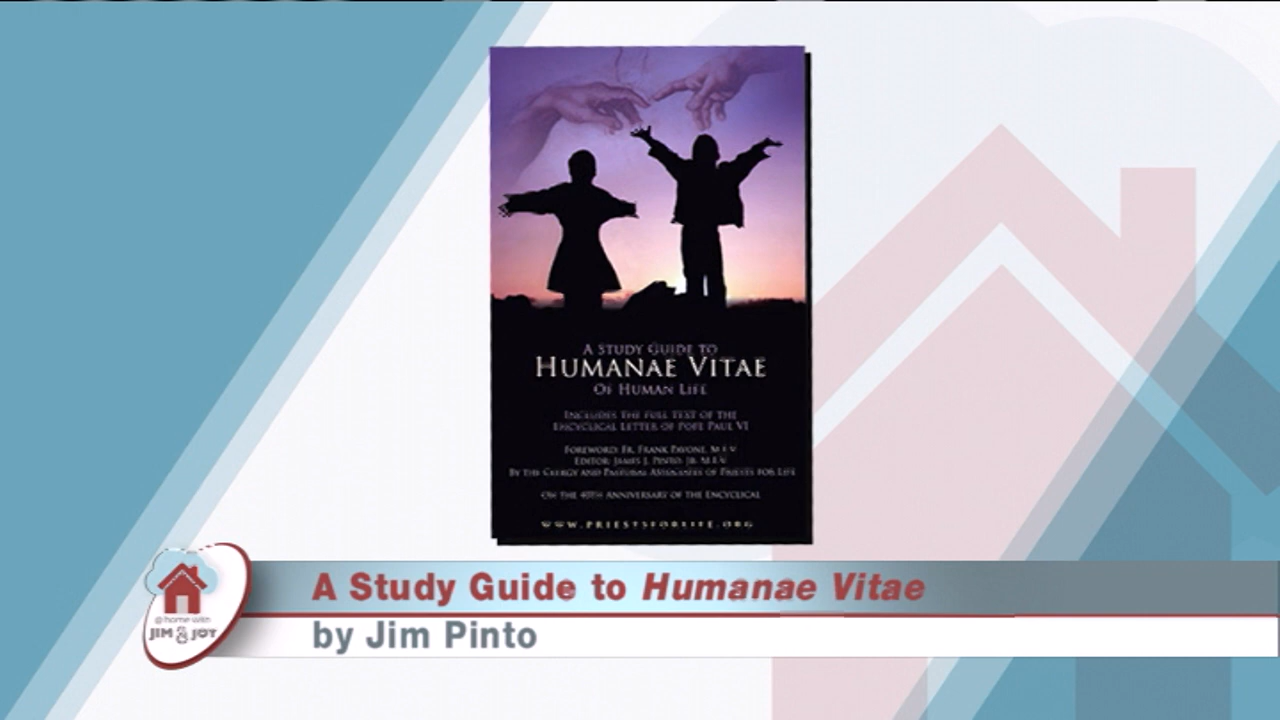 A STUDY GUIDE TO
HUMANAE VITAE
OF HUMAN LIFE
INCLUDES THE FULL TEXT OF THE
ENCYCLICAL LETTER OF POPE PAUL VI
FOREWORD: FR. FRANK PAVONE, M.E.V.
EDITOR: JAMES J. PINTO, JR. M.E.V.
BY THE CLERGY AND PASTORAL ASSOCIATES OF PRIESTS FOR LIFE
ON THE 40TH ANNIVERSARY OF THE ENCYCLICAL
WWW.PRIESTSFORLIFE.ORG
A Study Guide to Humanae Vitae
by Jim Pinto
@ home with
JIM & JOY